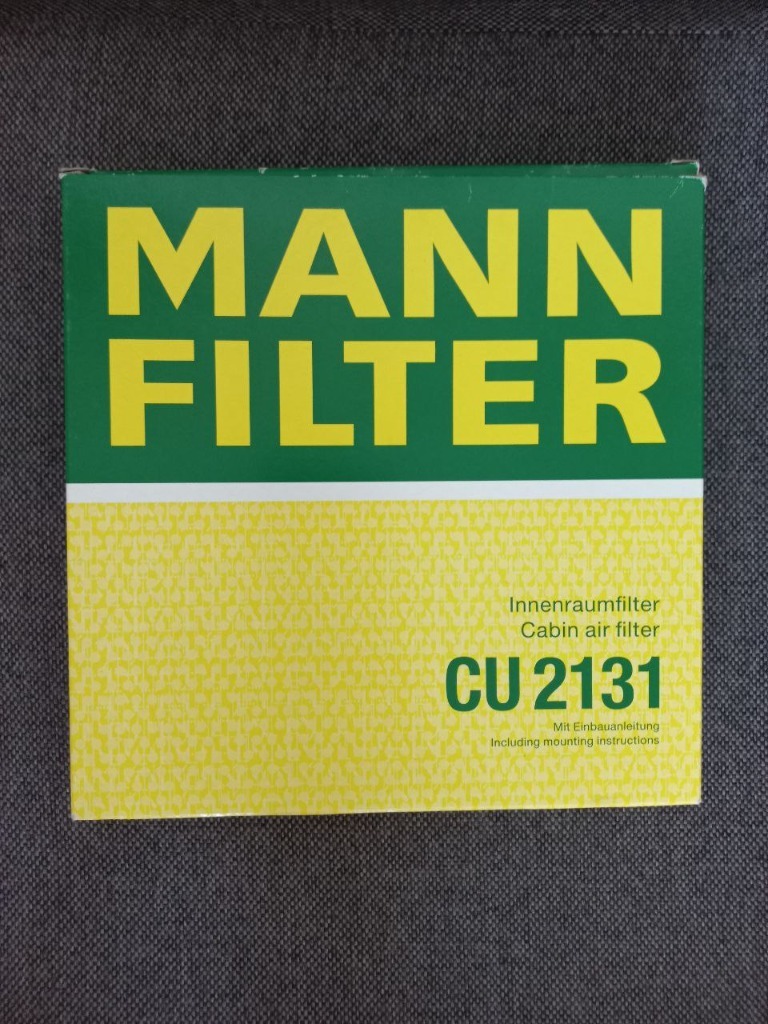 MANN
FILTER
Innenraumfilter
Cabin air filter
CU 2131
Mit Einbauanleitung
Including mounting instructions